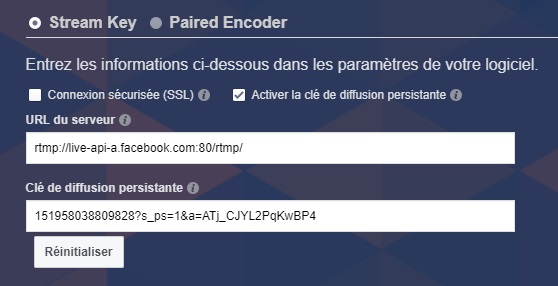 Stream Key Paired Encoder
Entrez les informations ci-dessous dans les paramètres de votre logiciel.
Connexion sécurisée (SSL) Activer la clé de diffusion persistante
URL du serveur
rtmp://live-api-a.facebook.com:80/rtmp/
Clé de diffusion persistante
151958038809828?s_ps=1&a=ATj_CJYL2PqKwBP4
Réinitialiser